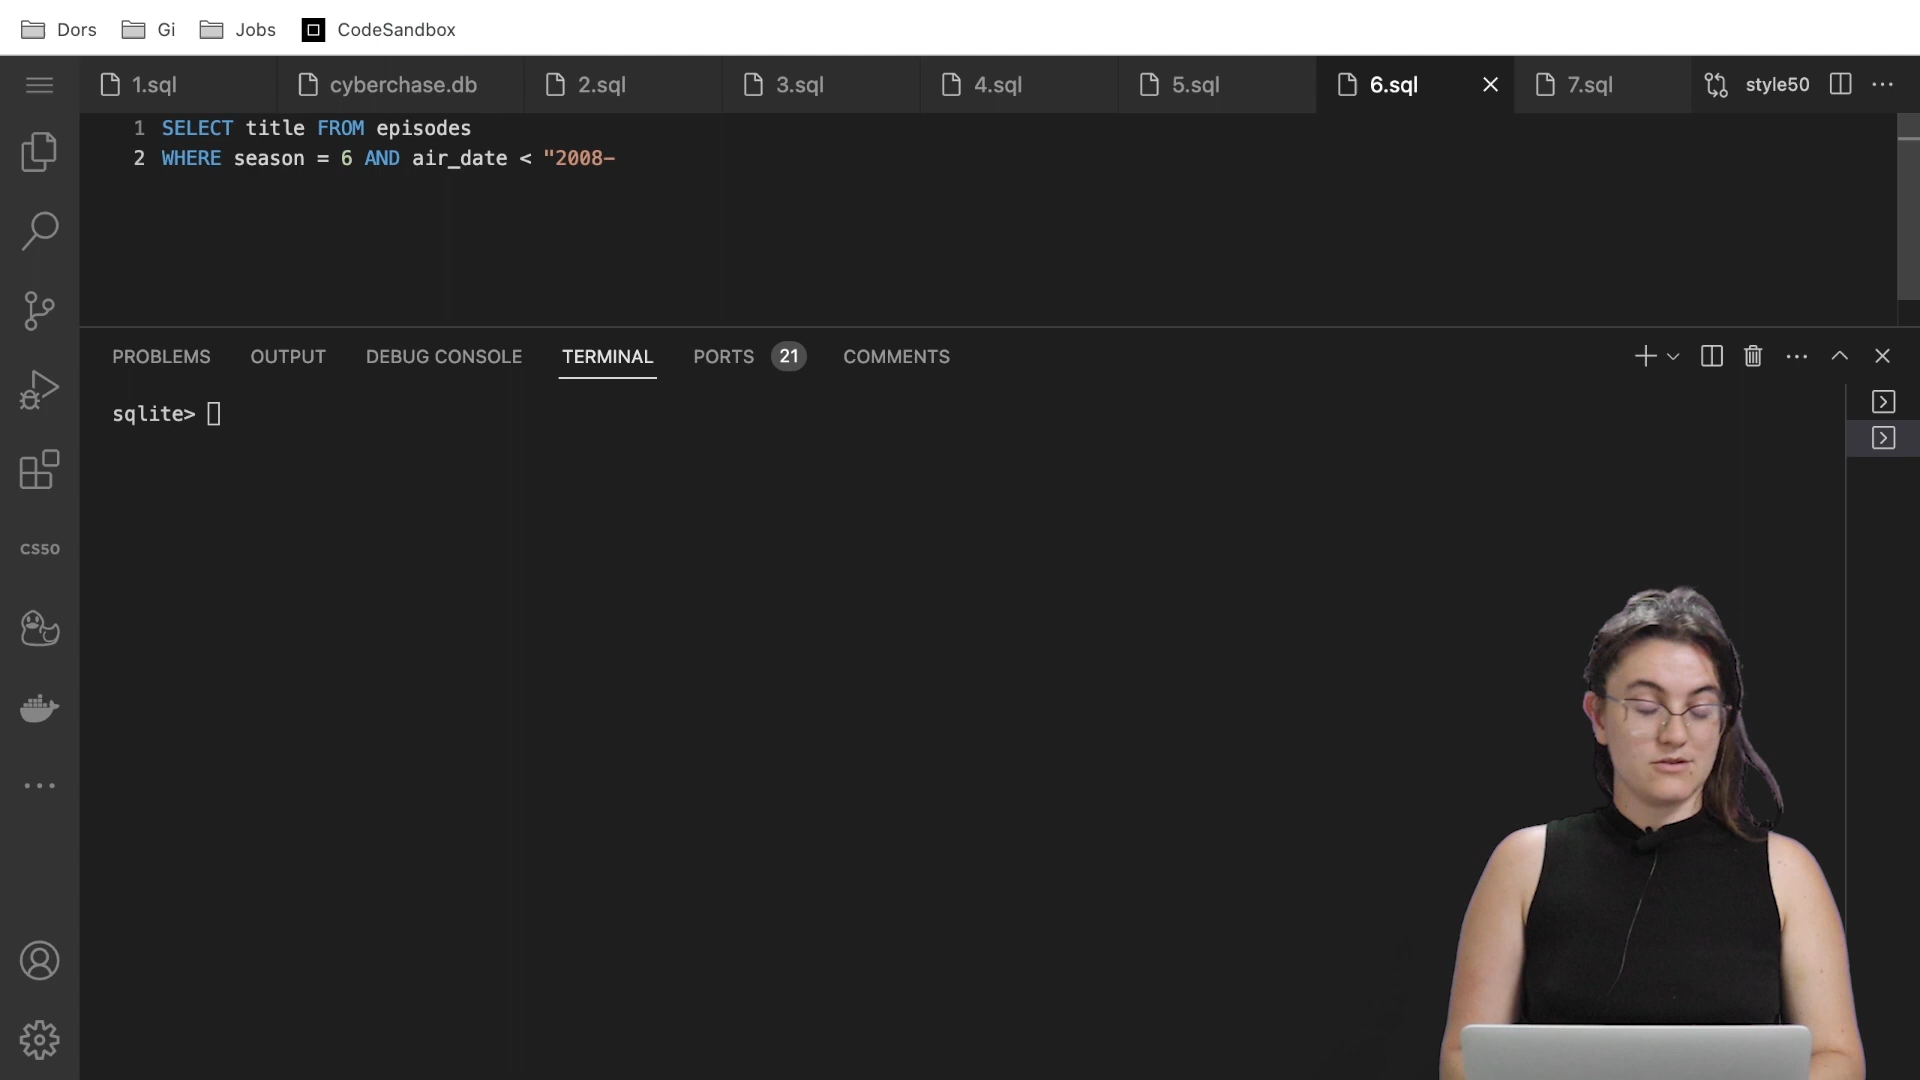 Dors Gi Jobs CodeSandbox
1.sql cyberchase.db 2.sql 3.sql 4.sql 5.sql 6.sql 7.sql style50
1 SELECT title FROM episodes
2 WHERE season = 6 AND air_date < "2008-
PROBLEMS OUTPUT DEBUG CONSOLE TERMINAL PORTS 21 COMMENTS
sqlite>
CS50